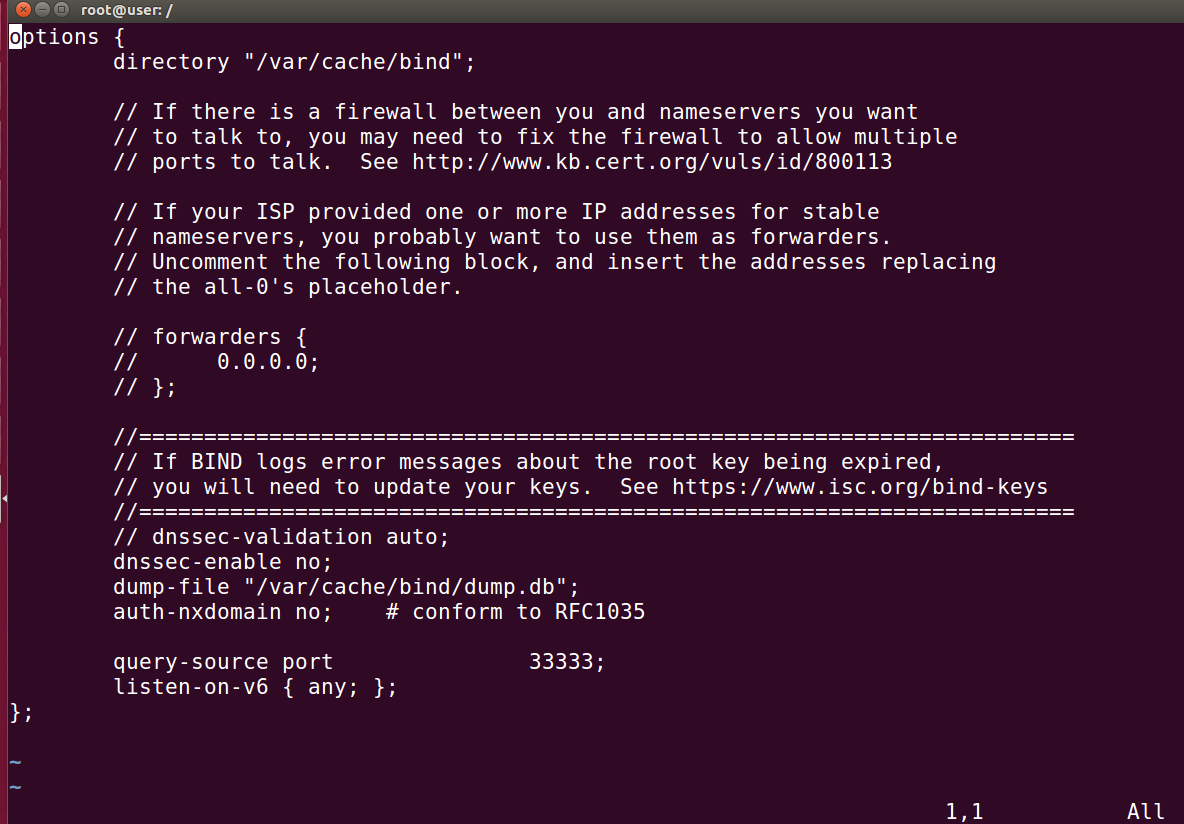 root@user: /
options {
        directory "/var/cache/bind";

        // If there is a firewall between you and nameservers you want
        // to talk to, you may need to fix the firewall to allow multiple
        // ports to talk.  See http://www.kb.cert.org/vuls/id/800113

        // If your ISP provided one or more IP addresses for stable
        // nameservers, you probably want to use them as forwarders.
        // Uncomment the following block, and insert the addresses replacing
        // the all-0's placeholder.

        // forwarders {
        //      0.0.0.0;
        // };

        //========================================================================
        // If BIND logs error messages about the root key being expired,
        // you will need to update your keys.  See https://www.isc.org/bind-keys
        //========================================================================
        // dnssec-validation auto;
        dnssec-enable no;
        dump-file "/var/cache/bind/dump.db";
        auth-nxdomain no;    # conform to RFC1035

        query-source port               33333;
        listen-on-v6 { any; };
};

~
~
1,1           All